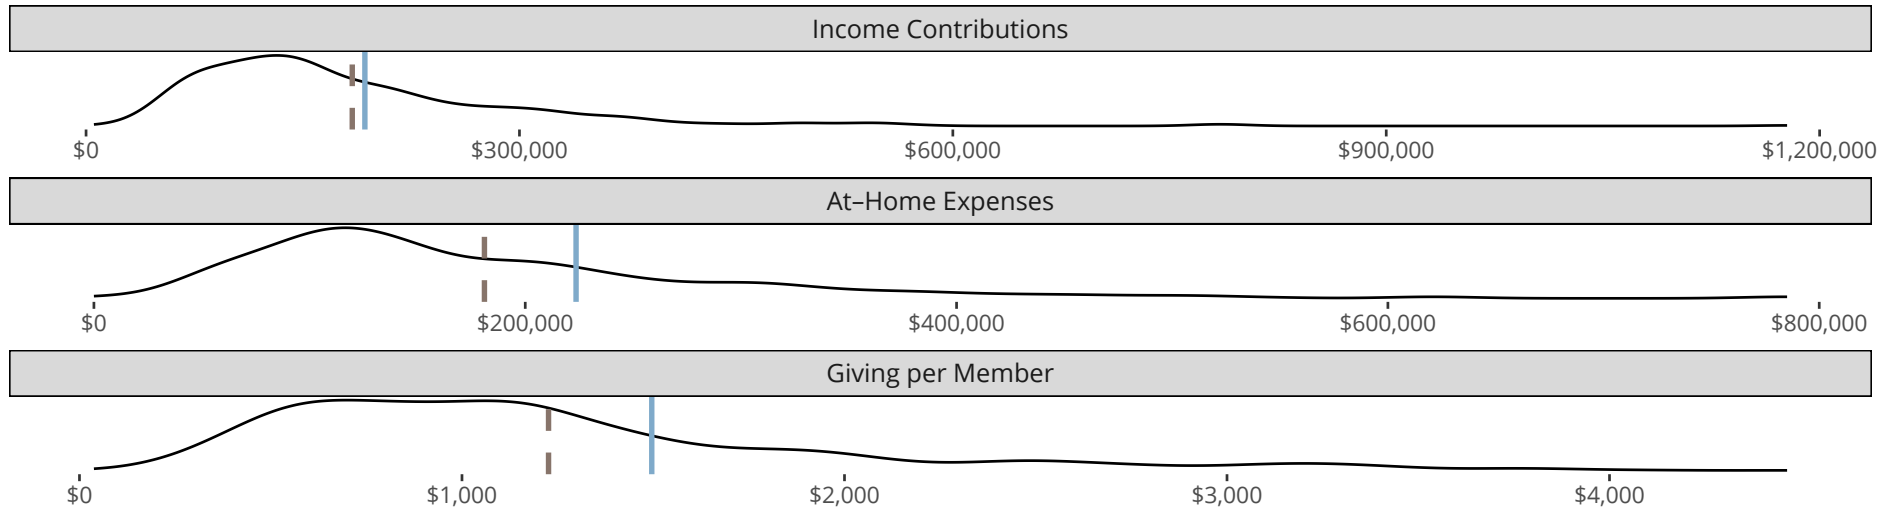 Income Contributions
$0 $300,000 $600,000 $900,000 $1,200,000
At–Home Expenses
$0 $200,000 $400,000 $600,000 $800,000
Giving per Member
$0 $1,000 $2,000 $3,000 $4,000